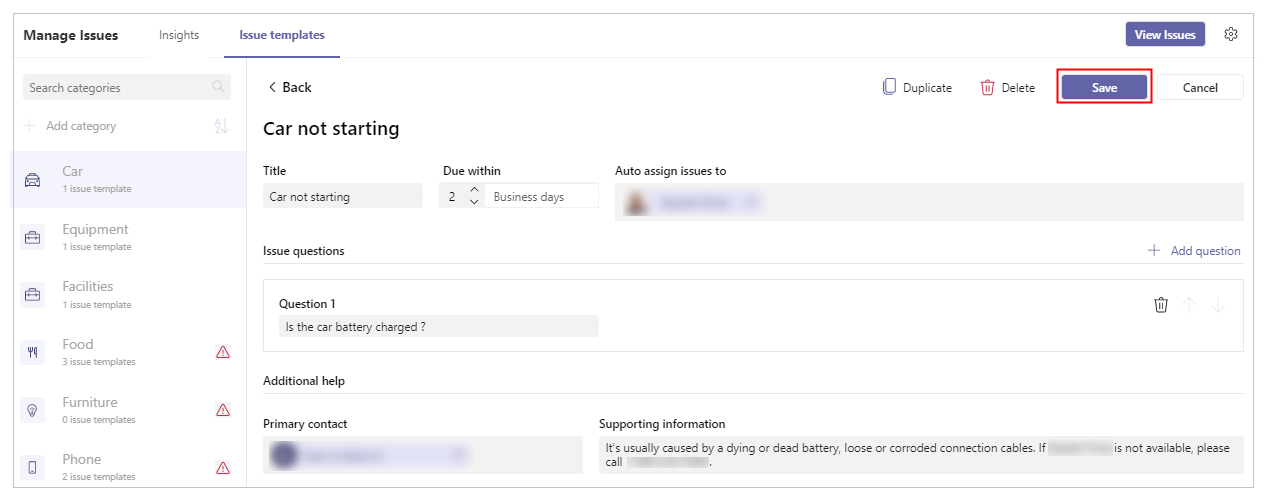 Manage Issues
Insights
Issue templates
View Issues
Search categories
Back
Duplicate
Delete
Save
Cancel
Add category
Car not starting
Car
1 issue template
Title
Due within
Auto assign issues to
Car not starting
2
Business days
Equipment
1 issue template
Issue questions
Add question
Facilities
1 issue template
Question 1
Is the car battery charged ?
Food
3 issue templates
Additional help
Furniture
0 issue templates
Primary contact
Supporting information
It's usually caused by a dying or dead battery, loose or corroded connection cables. If is not available, please
call .
Phone
2 issue templates